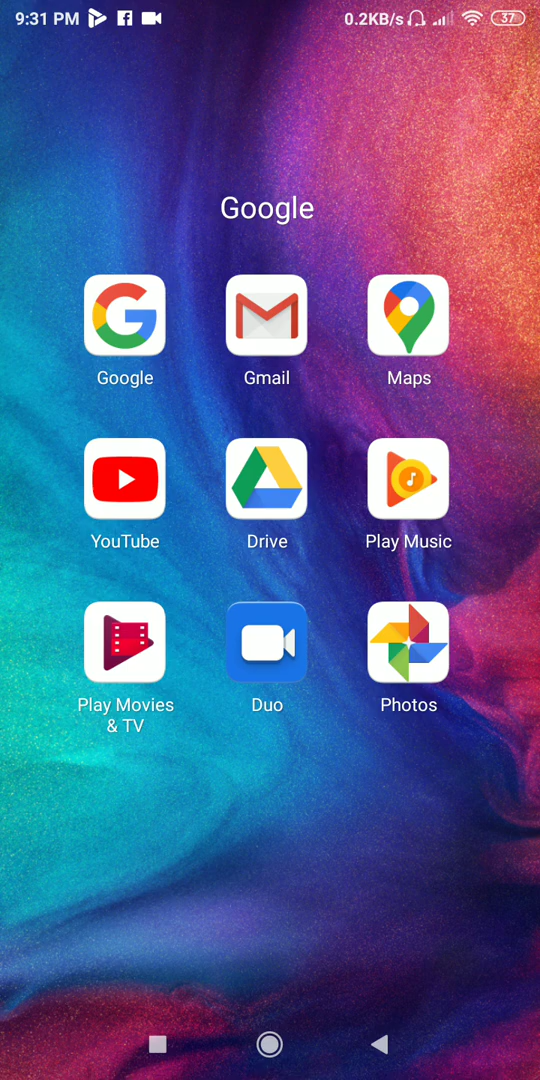 9:31 PM 0.2KB/s 37
Google
Google Gmail Maps
YouTube Drive Play Music
Play Movies Duo Photos
& TV